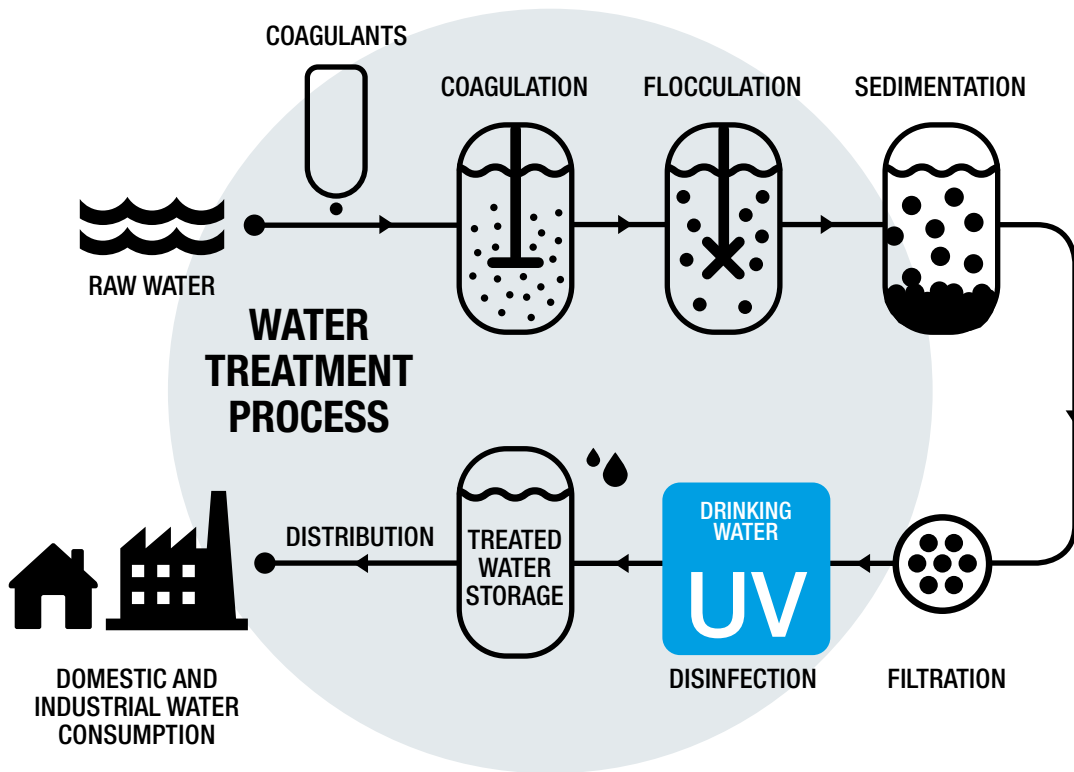 COAGULANTS
COAGULATION
FLOCCULATION
SEDIMENTATION
RAW WATER
WATER
TREATMENT
PROCESS
DRINKING
WATER
UV
DISTRIBUTION
TREATED
WATER
STORAGE
DISINFECTION
FILTRATION
DOMESTIC AND
INDUSTRIAL WATER
CONSUMPTION